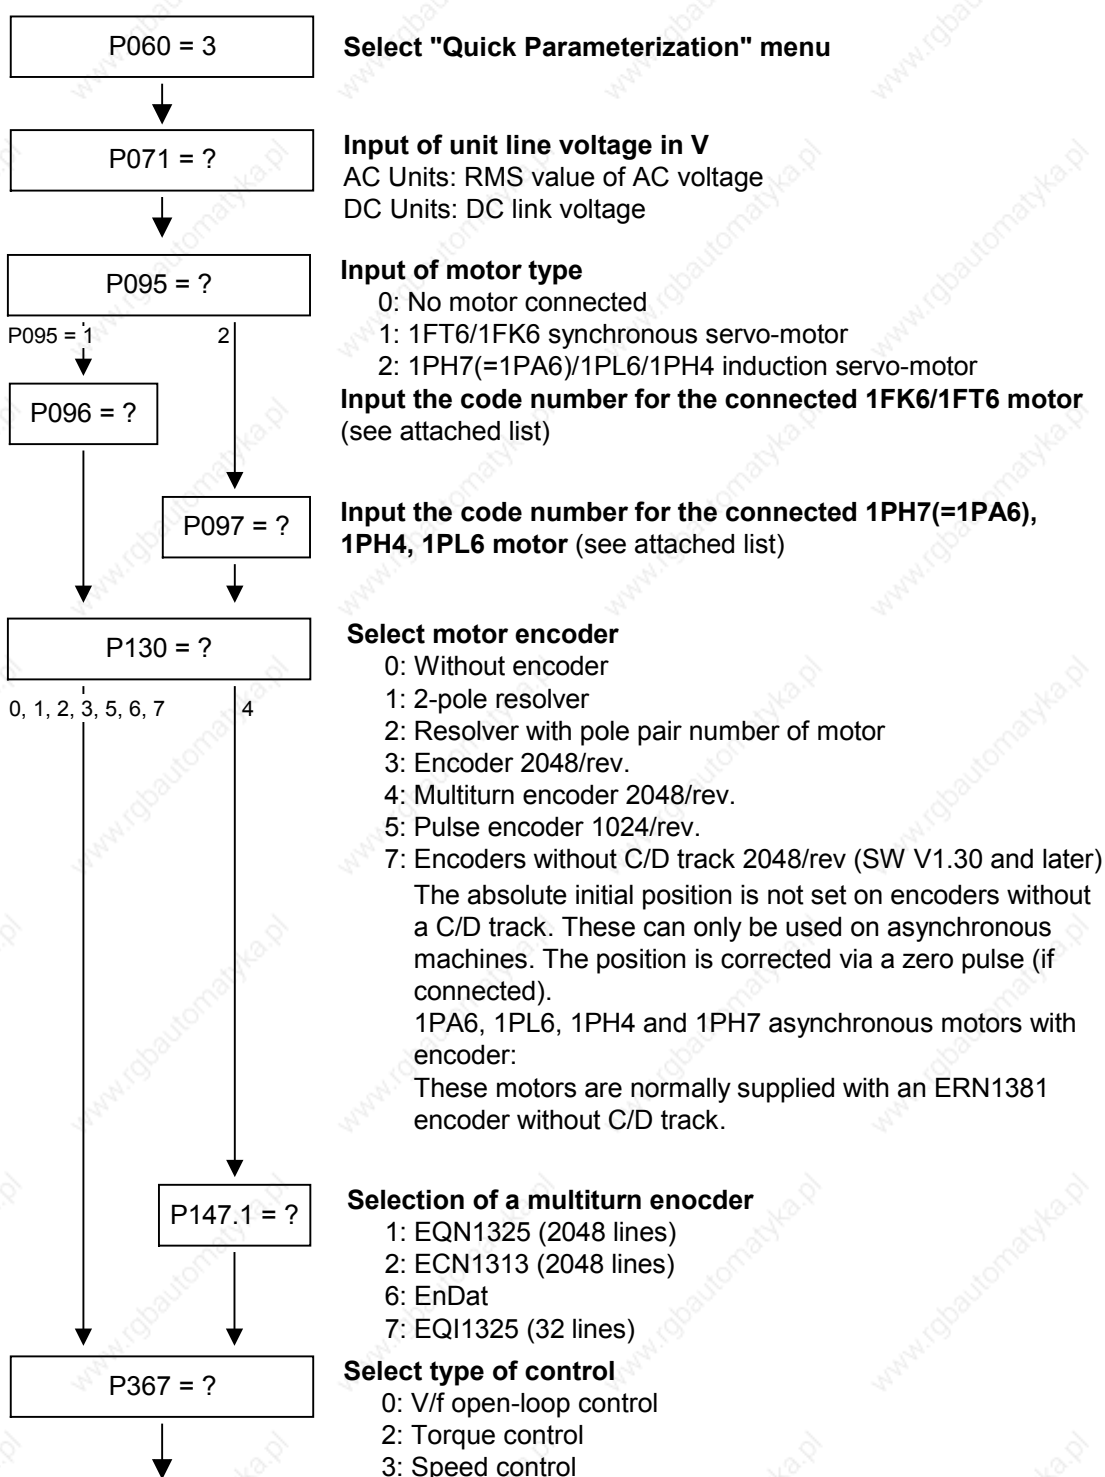 P060 = 3
Select "Quick Parameterization" menu
P071 = ?
Input of unit line voltage in V
AC Units: RMS value of AC voltage
DC Units: DC link voltage
P095 = ?
Input of motor type
0: No motor connected
1: 1FT6/1FK6 synchronous servo-motor
2: 1PH7(=1PA6)/1PL6/1PH4 induction servo-motor
P095 = 1
2
P096 = ?
Input the code number for the connected 1FK6/1FT6 motor
(see attached list)
P097 = ?
Input the code number for the connected 1PH7(=1PA6),
1PH4, 1PL6 motor (see attached list)
P130 = ?
Select motor encoder
0: Without encoder
1: 2-pole resolver
2: Resolver with pole pair number of motor
3: Encoder 2048/rev.
4: Multiturn encoder 2048/rev.
5: Pulse encoder 1024/rev.
7: Encoders without C/D track 2048/rev (SW V1.30 and later)
The absolute initial position is not set on encoders without
a C/D track. These can only be used on asynchronous
machines. The position is corrected via a zero pulse (if
connected).
1PA6, 1PL6, 1PH4 and 1PH7 asynchronous motors with
encoder:
These motors are normally supplied with an ERN1381
encoder without C/D track.
0, 1, 2, 3, 5, 6, 7
4
P147.1 = ?
Selection of a multiturn enocder
1: EQN1325 (2048 lines)
2: ECN1313 (2048 lines)
6: EnDat
7: EQI1325 (32 lines)
P367 = ?
Select type of control
0: V/f open-loop control
2: Torque control
3: Speed control
www.rgbautomatyka.pl